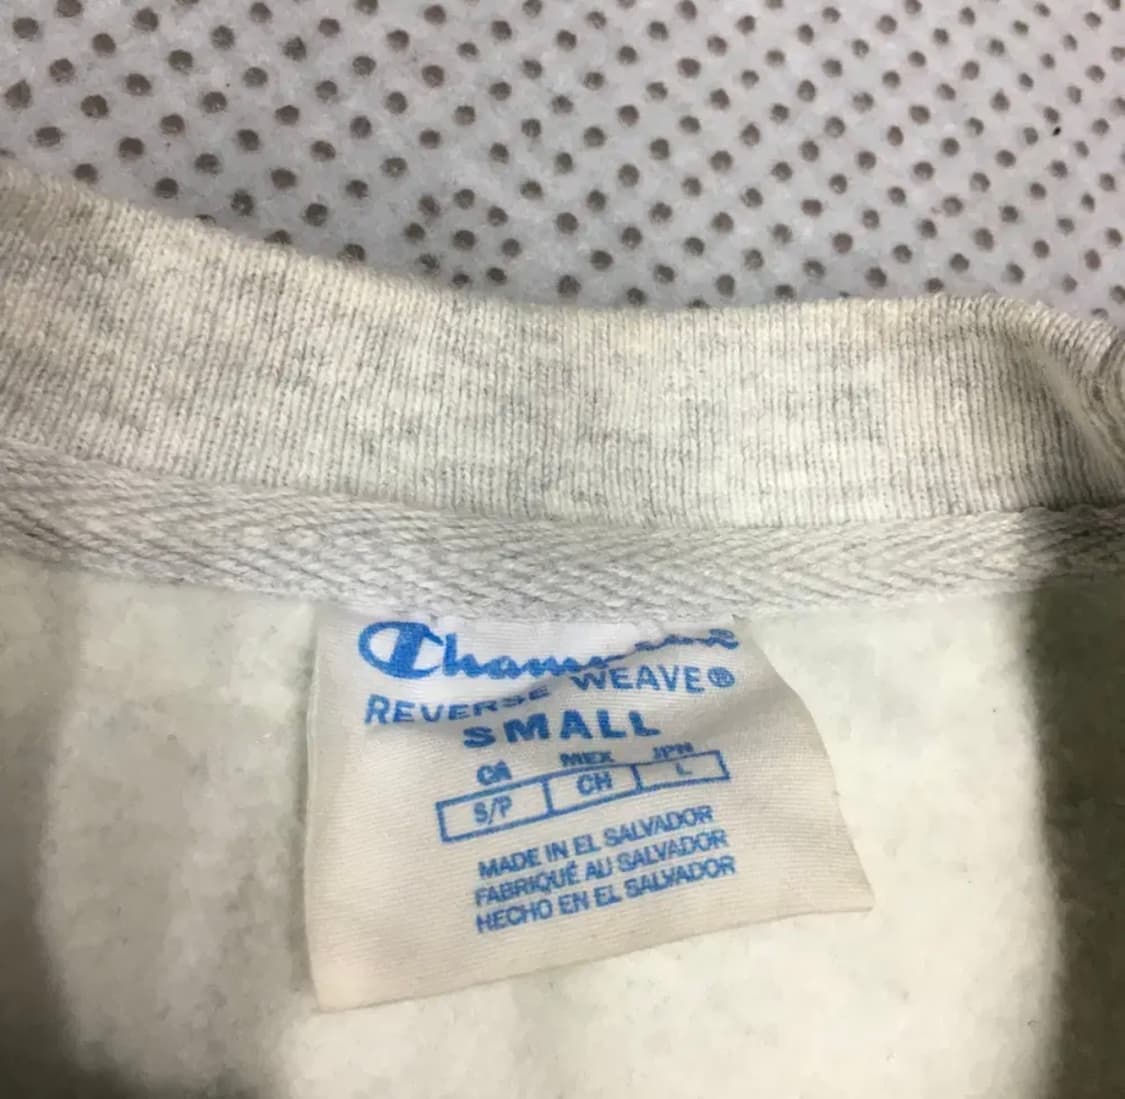 Champion
REVERSE WEAVE®
SMALL
CA MEX JPN
S/P CH L
MADE IN EL SALVADOR
FABRIQUÉ AU SALVADOR
HECHO EN EL SALVADOR